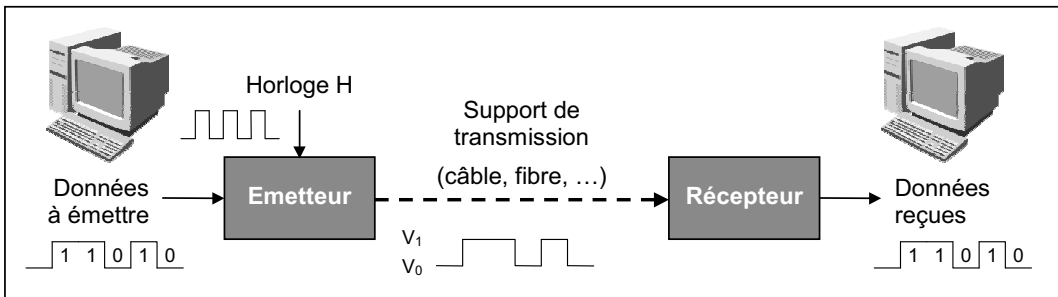 Horloge H
Support de
transmission
(câble, fibre, …)
Données
à émettre
Emetteur
Récepteur
Données
reçues
V₁
V₀
1 1 0 1 0
1 1 0 1 0